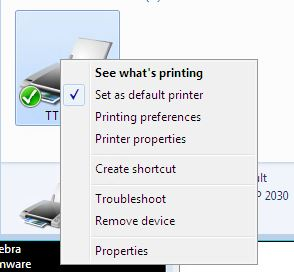 TT
See what's printing
Set as default printer
Printing preferences
Printer properties
Create shortcut
Troubleshoot
Remove device
Properties
ult
P 2030
ebra
mware